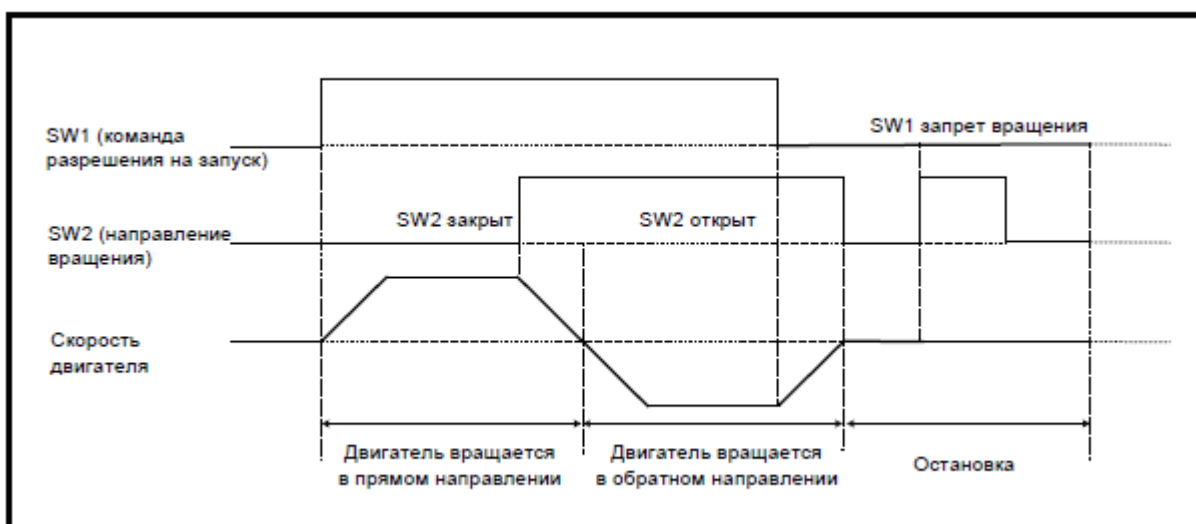 SW1 (команда
разрешения на запуск)
SW1 запрет вращения
SW2 (направление
вращения)
SW2 закрыт
SW2 открыт
Скорость
двигателя
Двигатель вращается
в прямом направлении
Двигатель вращается
в обратном направлении
Остановка